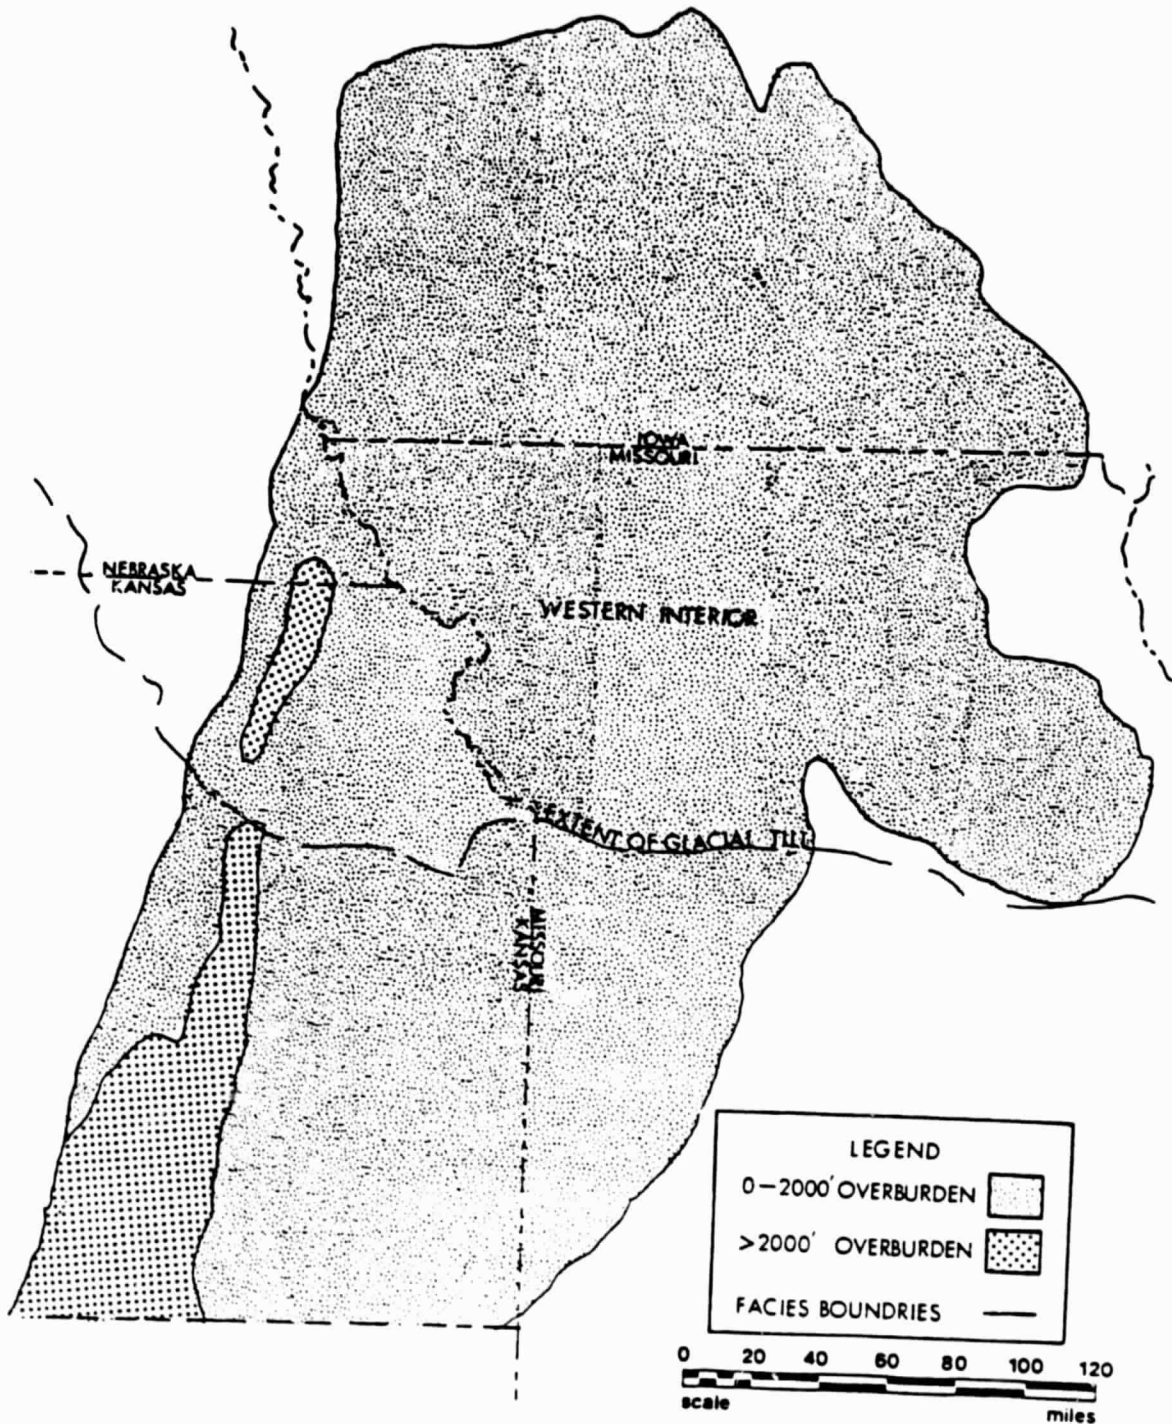 IOWA
MISSOURI
NEBRASKA
KANSAS
WESTERN INTERIOR
EXTENT OF GLACIAL TILL
MISSOURI
KANSAS
LEGEND
0-2000' OVERBURDEN
>2000' OVERBURDEN
FACIES BOUNDRIES
0 20 40 60 80 100 120
scale
miles